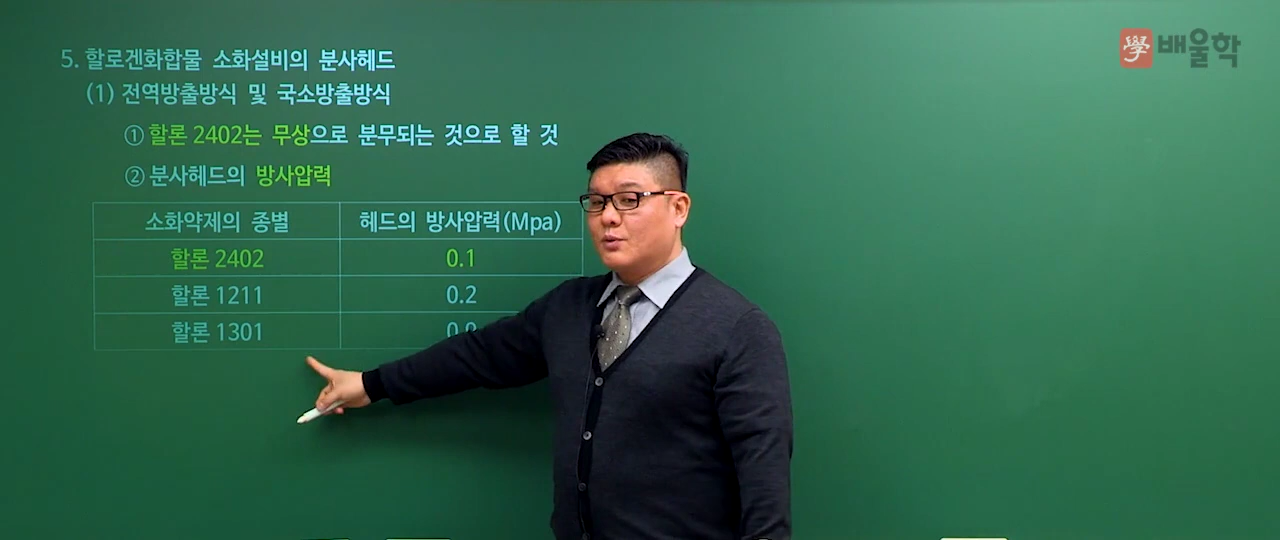 5. 할로겐화합물 소화설비의 분사헤드
學 배울학
(1) 전역방출방식 및 국소방출방식
① 할론 2402는 무상으로 분무되는 것으로 할 것
② 분사헤드의 방사압력
소화약제의 종별 헤드의 방사압력(Mpa)
할론 2402 0.1
할론 1211 0.2
할론 1301